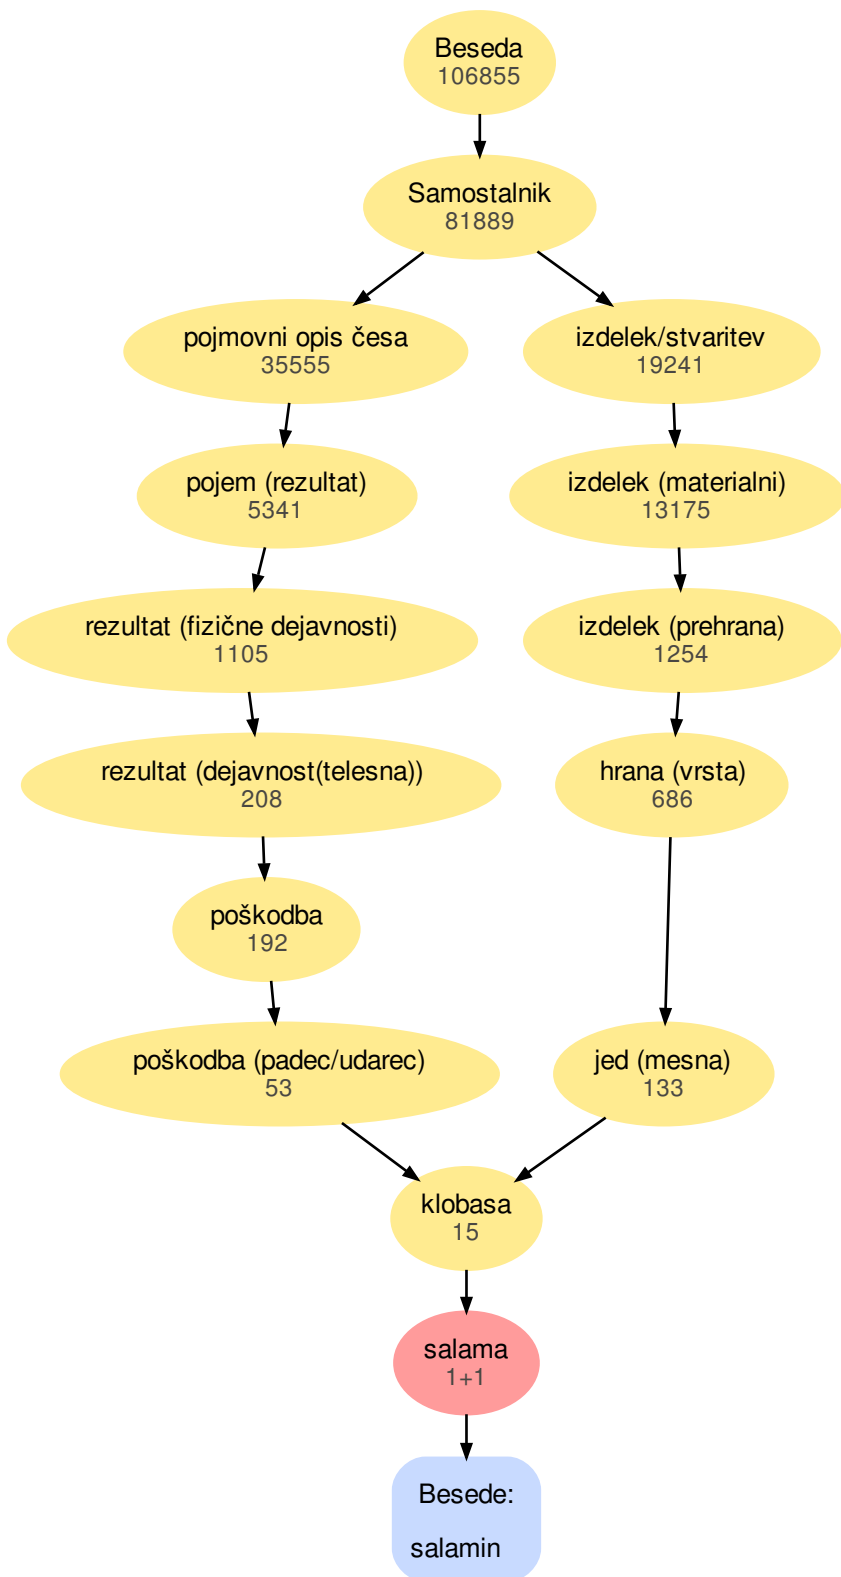 Beseda
106855
Samostalnik
81889
pojmovni opis česa
35555
izdelek/stvaritev
19241
pojem (rezultat)
5341
izdelek (materialni)
13175
rezultat (fizične dejavnosti)
1105
izdelek (prehrana)
1254
rezultat (dejavnost(telesna))
208
hrana (vrsta)
686
poškodba
192
poškodba (padec/udarec)
53
jed (mesna)
133
klobasa
15
salama
1+1
Besede:
salamin